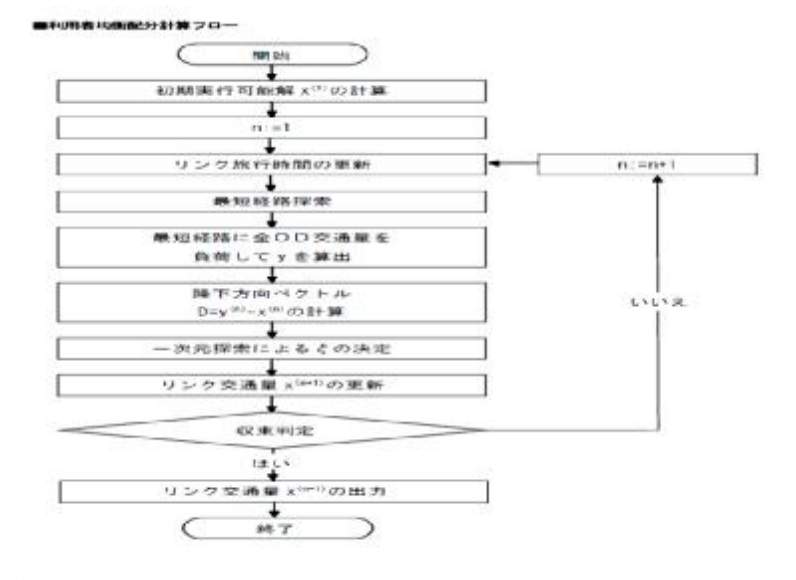 ■利用者均衡配分計算フロー
開始
初期実行可能解 x⁽¹⁾の計算
n:=1
リンク旅行時間の更新
n:=n+1
最短経路探索
最短経路に全OD交通量を
負荷してyを算出
降下方向ベクトル
D=y⁽ⁿ⁾-x⁽ⁿ⁾の計算
いいえ
一次元探索によるξの決定
リンク交通量 x⁽ⁿ⁺¹⁾の更新
収束判定
はい
リンク交通量 x⁽ⁿ⁺¹⁾の出力
終了